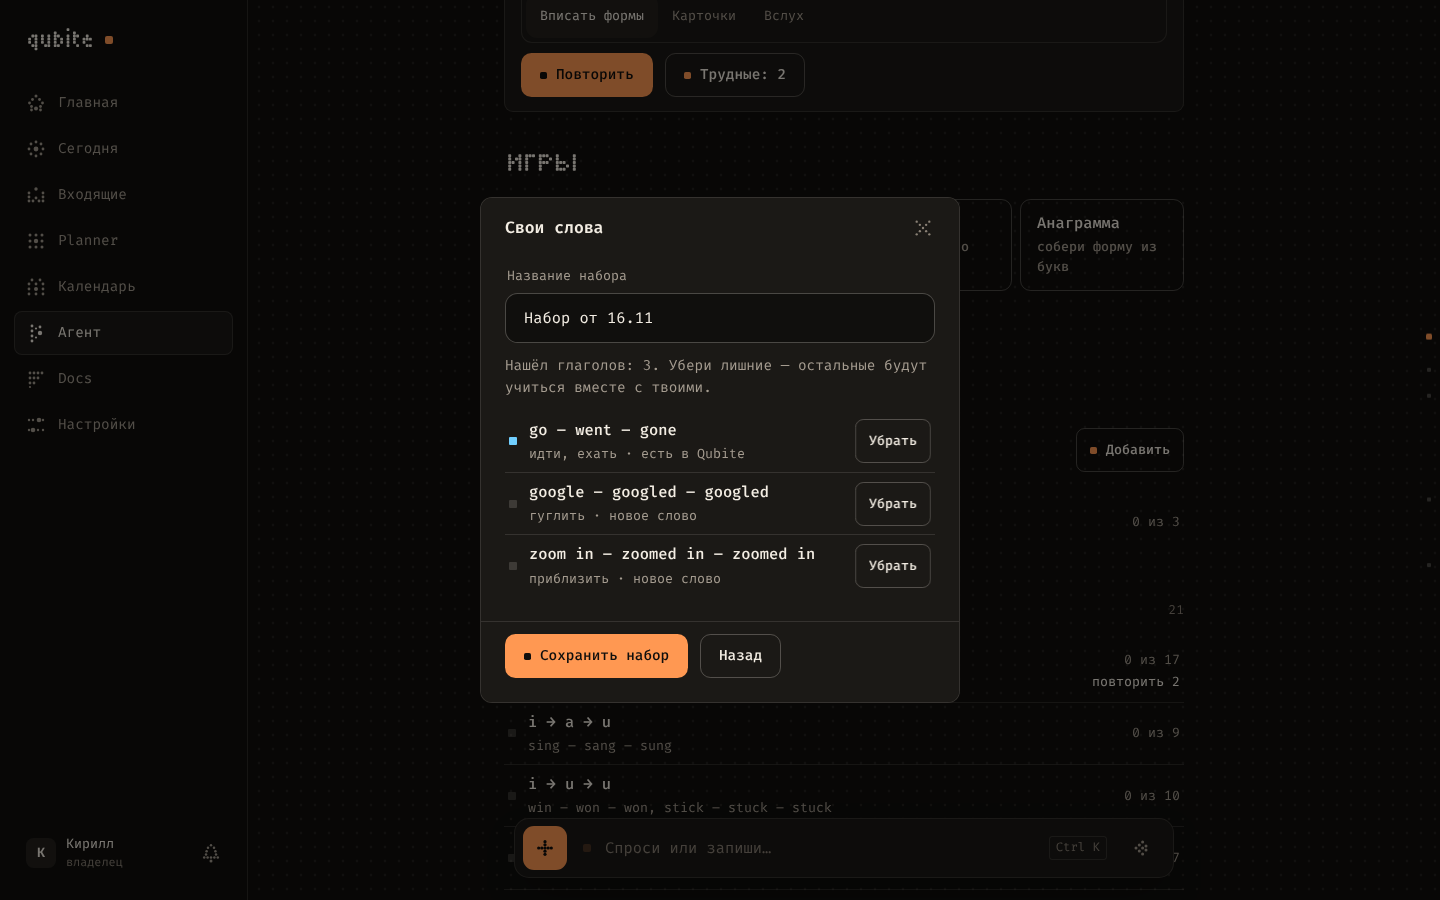 qubite
Главная
Сегодня
Входящие
Planner
Календарь
Агент
Docs
Настройки
Кирилл
владелец
К
Вписать формы
Карточки
Вслух
Повторить
Трудные: 2
ИГРЫ
о
Анаграмма
собери форму из
букв
Свои слова
Название набора
Набор от 16.11
Нашёл глаголов: 3. Убери лишние — остальные будут
учиться вместе с твоими.
go — went — gone
идти, ехать · есть в Qubite
Убрать
google — googled — googled
гуглить · новое слово
Убрать
zoom in — zoomed in — zoomed in
приблизить · новое слово
Убрать
Сохранить набор
Назад
Добавить
0 из 3
21
0 из 17
повторить 2
i → a → u
sing — sang — sung
0 из 9
i → u → u
win — won — won, stick — stuck — stuck
0 из 10
7
Спроси или запиши…
Ctrl K